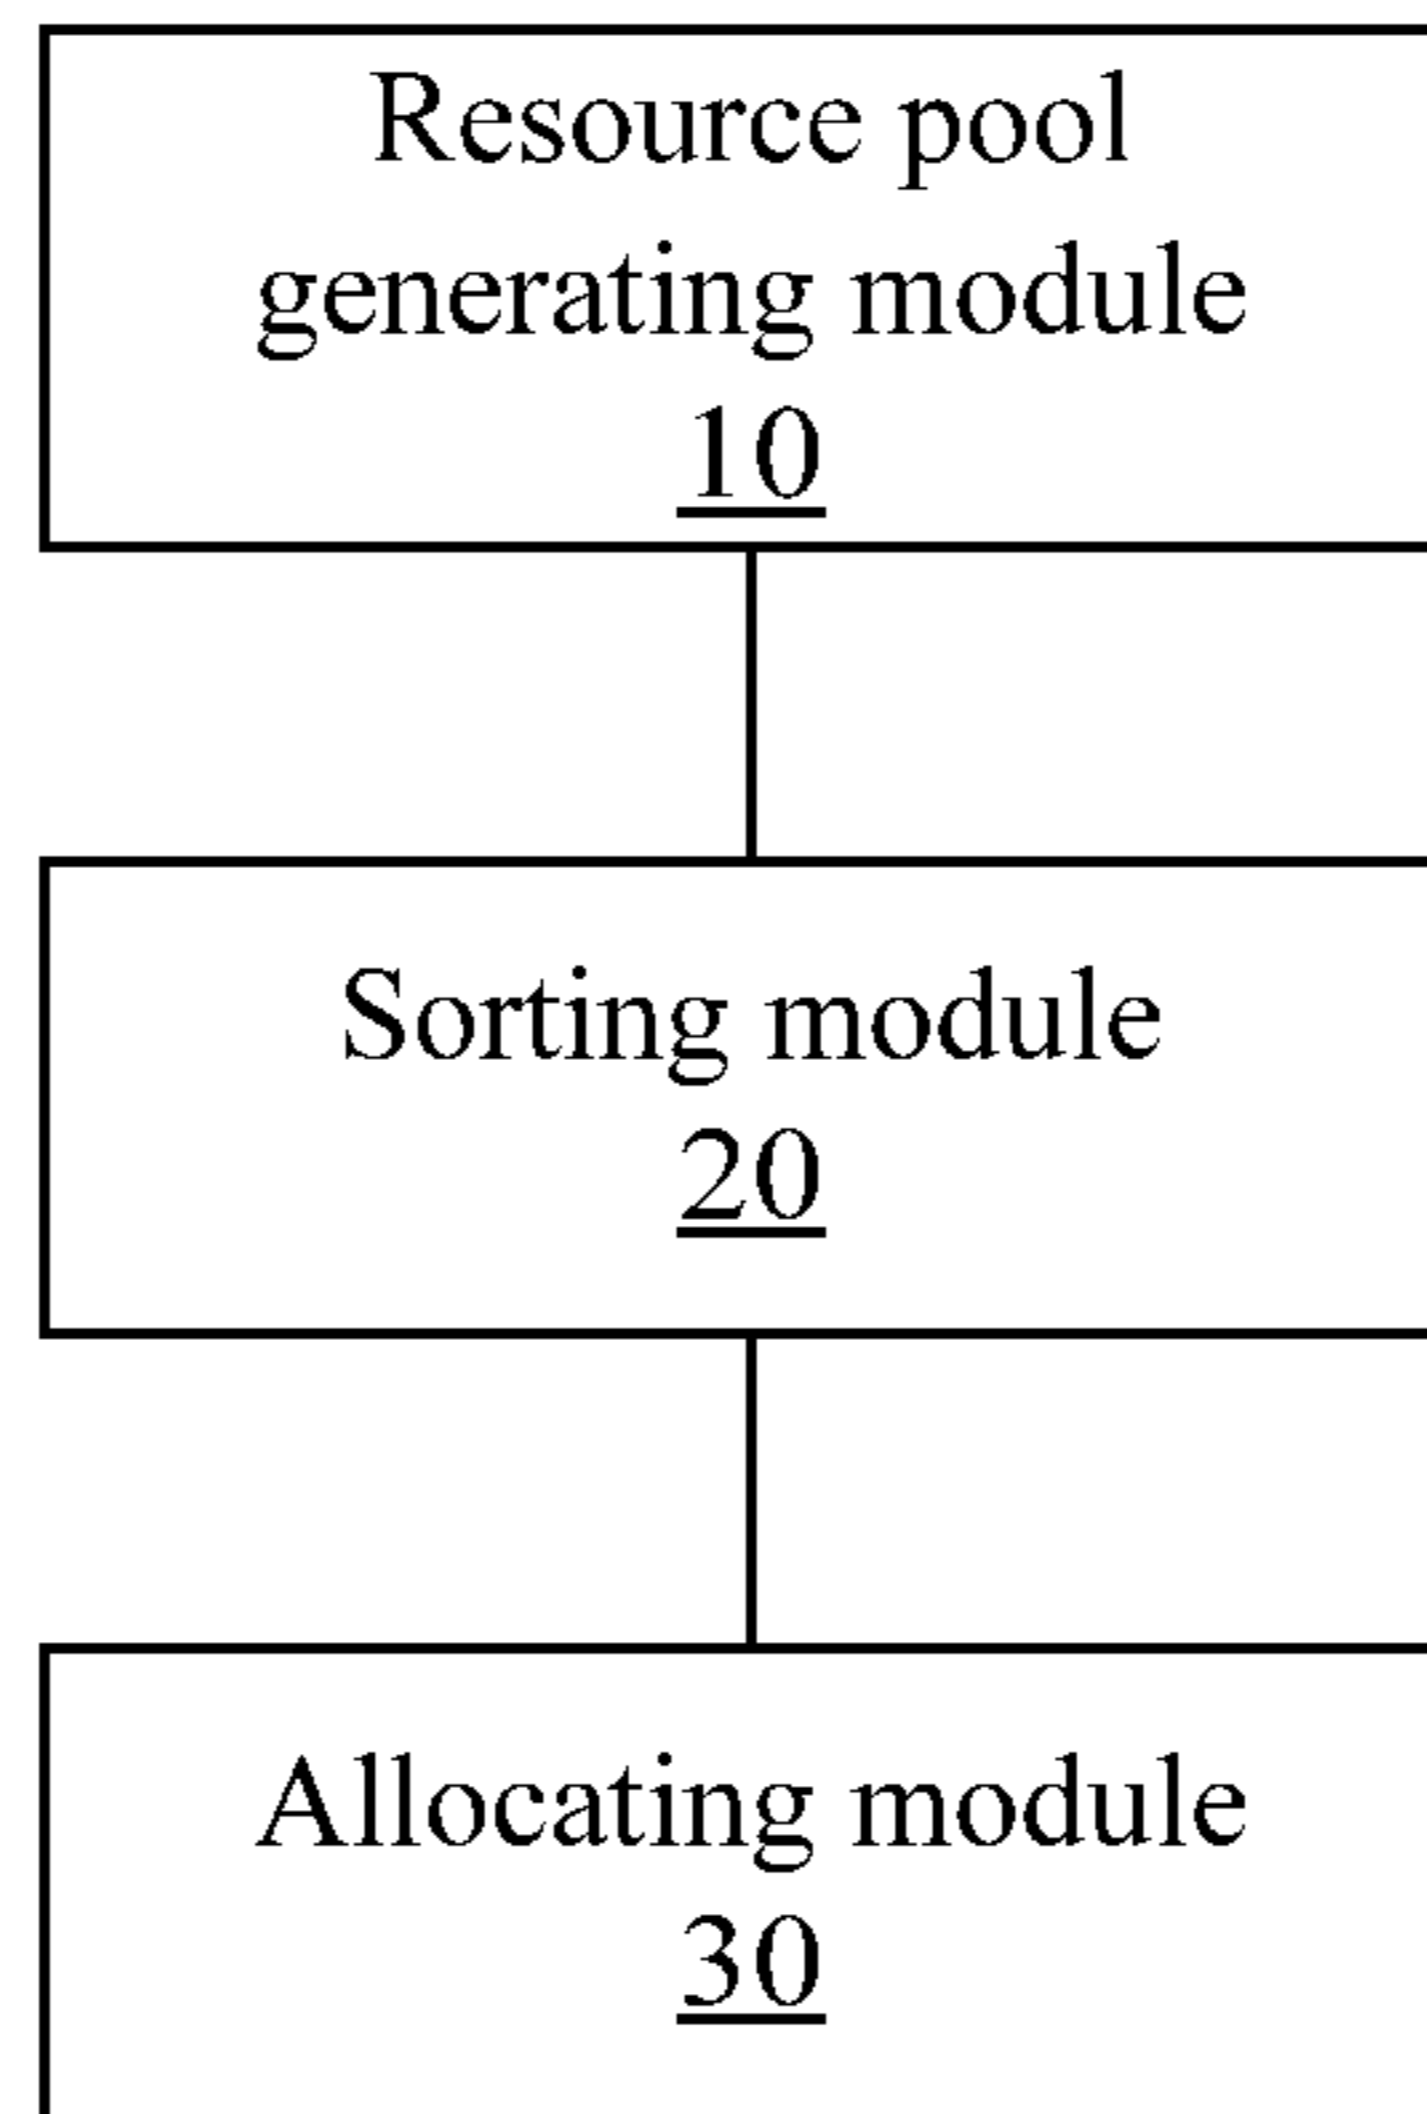 Resource pool
generating module
10
Sorting module
20
Allocating module
30